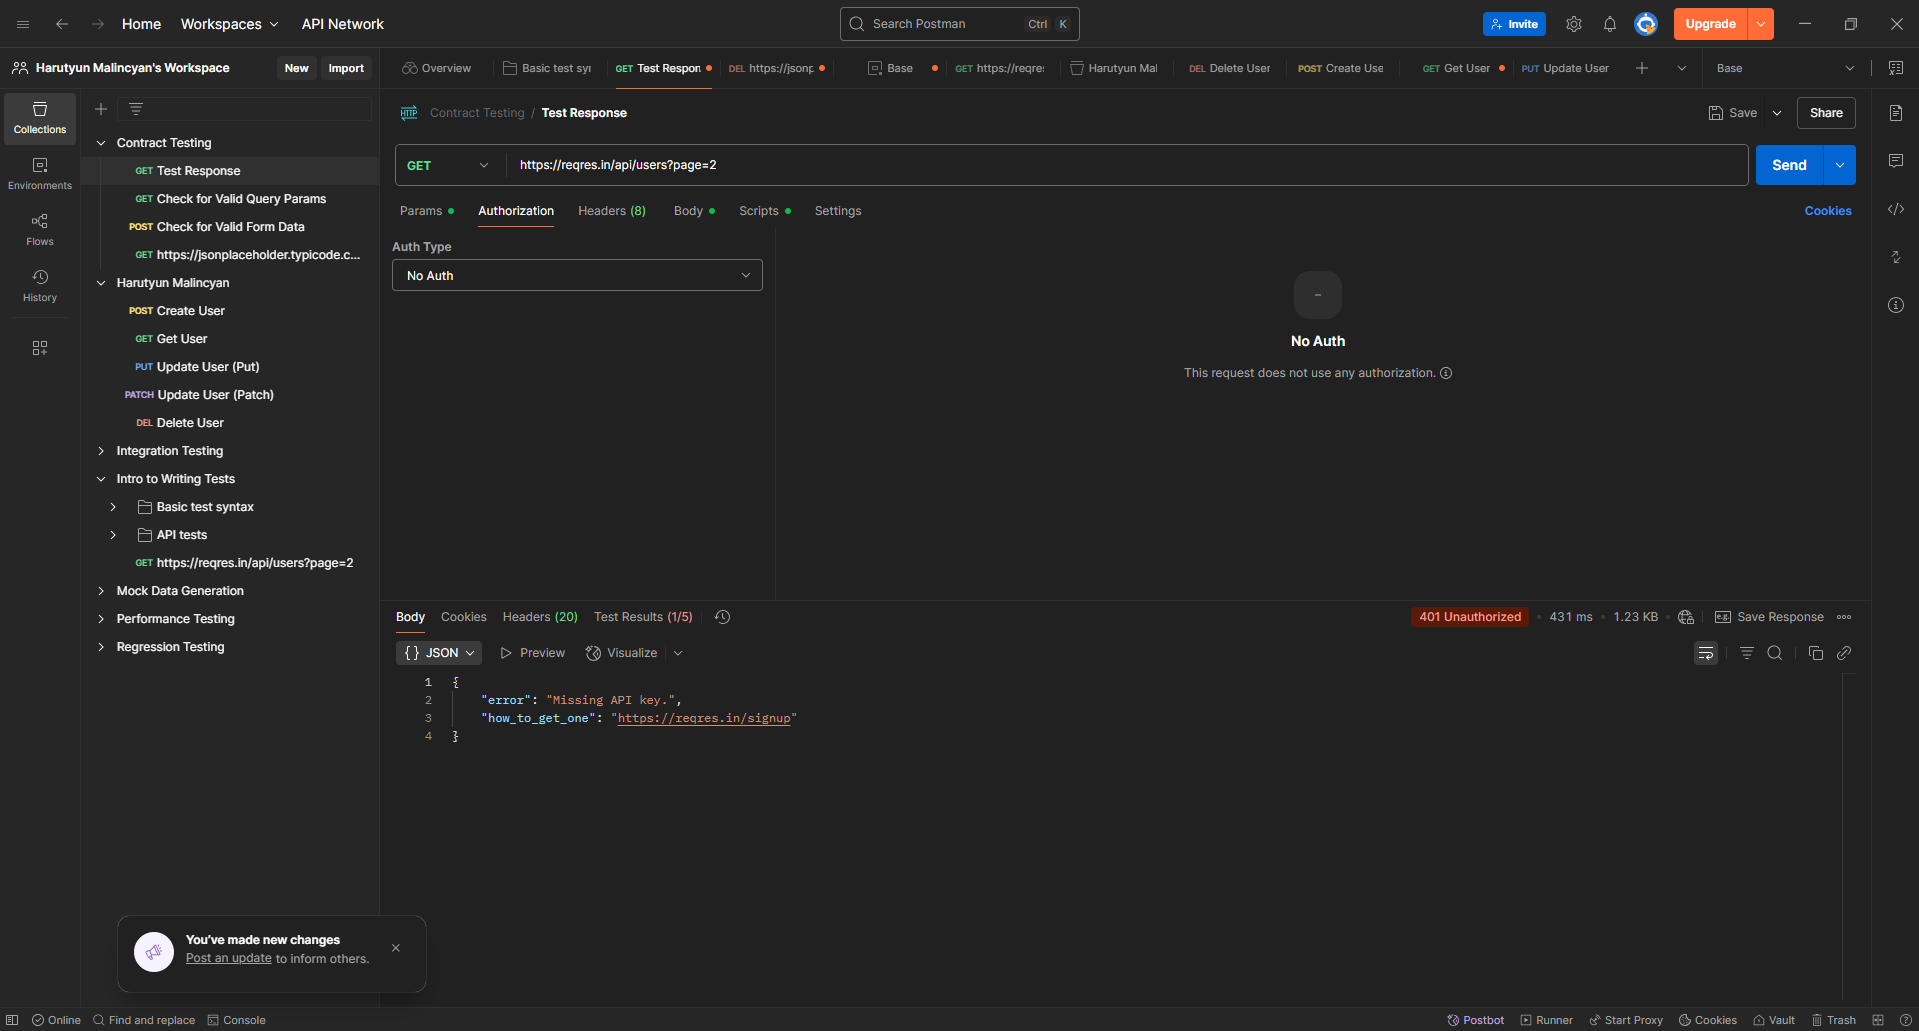 Home
Workspaces
API Network
Search Postman
Ctrl K
Invite
Upgrade
Harutyun Malincyan's Workspace
New
Import
Overview
Basic test syn
GET Test Respon
DEL https://jsonp
Base
GET https://reqres
Harutyun Mal
DEL Delete User
POST Create Use
GET Get User
PUT Update User
Base
Collections
Environments
Flows
History
Contract Testing
GET Test Response
GET Check for Valid Query Params
POST Check for Valid Form Data
GET https://jsonplaceholder.typicode.c...
Harutyun Malincyan
POST Create User
GET Get User
PUT Update User (Put)
PATCH Update User (Patch)
DEL Delete User
Integration Testing
Intro to Writing Tests
Basic test syntax
API tests
GET https://reqres.in/api/users?page=2
Mock Data Generation
Performance Testing
Regression Testing
HTTP
Contract Testing / Test Response
Save
Share
GET
https://reqres.in/api/users?page=2
Send
Params
Authorization
Headers (8)
Body
Scripts
Settings
Cookies
Auth Type
No Auth
No Auth
This request does not use any authorization.
Body
Cookies
Headers (20)
Test Results (1/5)
401 Unauthorized
431 ms
1.23 KB
e.g.
Save Response
{ } JSON
Preview
Visualize
1 {
2 "error": "Missing API key.",
3 "how_to_get_one": "https://reqres.in/signup"
4 }
You've made new changes
Post an update to inform others.
Online
Find and replace
Console
Postbot
Runner
Start Proxy
Cookies
Vault
Trash